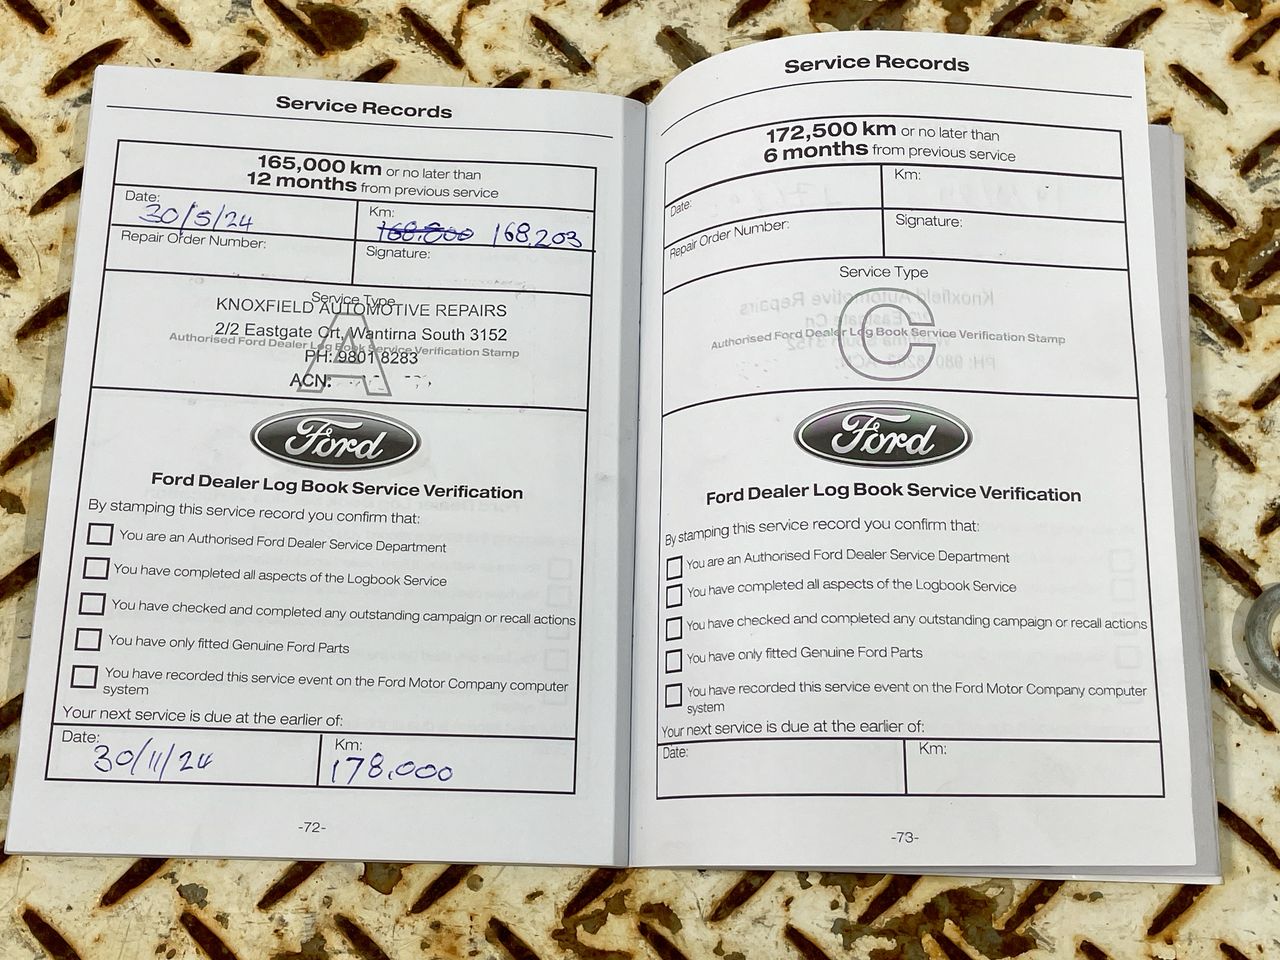 Service Records
165,000 km or no later than
12 months from previous service
Date:
30/5/24
Km:
168,000 168,203
Repair Order Number:
Signature:
Service Type
KNOXFIELD AUTOMOTIVE REPAIRS
2/2 Eastgate Crt, Wantirna South 3152
Authorised Ford Dealer Log Book Service Verification Stamp
PH: 9801 8283
ACN:
A
Ford
Ford Dealer Log Book Service Verification
By stamping this service record you confirm that:
You are an Authorised Ford Dealer Service Department
You have completed all aspects of the Logbook Service
You have checked and completed any outstanding campaign or recall actions
You have only fitted Genuine Ford Parts
You have recorded this service event on the Ford Motor Company computer
system
Your next service is due at the earlier of:
Date:
30/11/24
Km:
178,000
-72-
Service Records
172,500 km or no later than
6 months from previous service
Date:
Km:
Repair Order Number:
Signature:
Service Type
C
Authorised Ford Dealer Log Book Service Verification Stamp
Ford
Ford Dealer Log Book Service Verification
By stamping this service record you confirm that:
You are an Authorised Ford Dealer Service Department
You have completed all aspects of the Logbook Service
You have checked and completed any outstanding campaign or recall actions
You have only fitted Genuine Ford Parts
You have recorded this service event on the Ford Motor Company computer
system
Your next service is due at the earlier of:
Date:
Km:
-73-